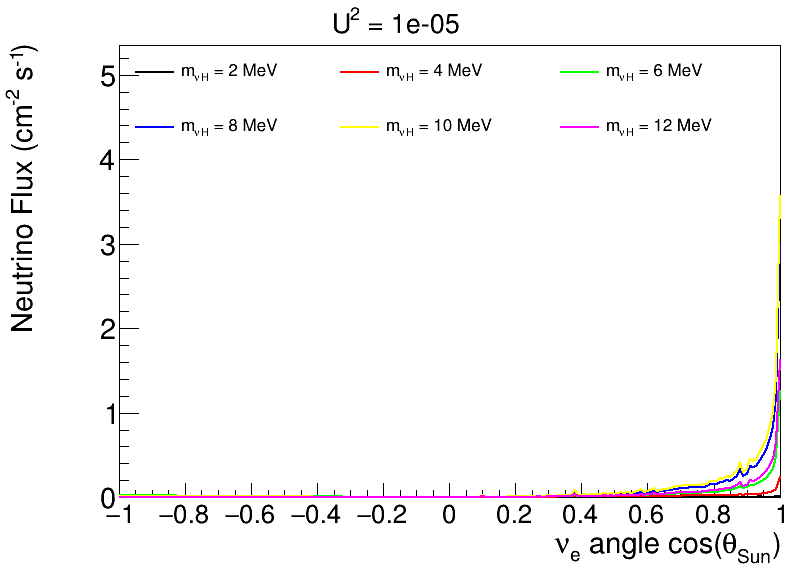 U² = 1e-05
Neutrino Flux (cm⁻² s⁻¹)
m_νH = 2 MeV m_νH = 4 MeV m_νH = 6 MeV
m_νH = 8 MeV m_νH = 10 MeV m_νH = 12 MeV
5
4
3
2
1
0
−1 −0.8 −0.6 −0.4 −0.2 0 0.2 0.4 0.6 0.8 1
ν_e angle cos(θ_Sun)